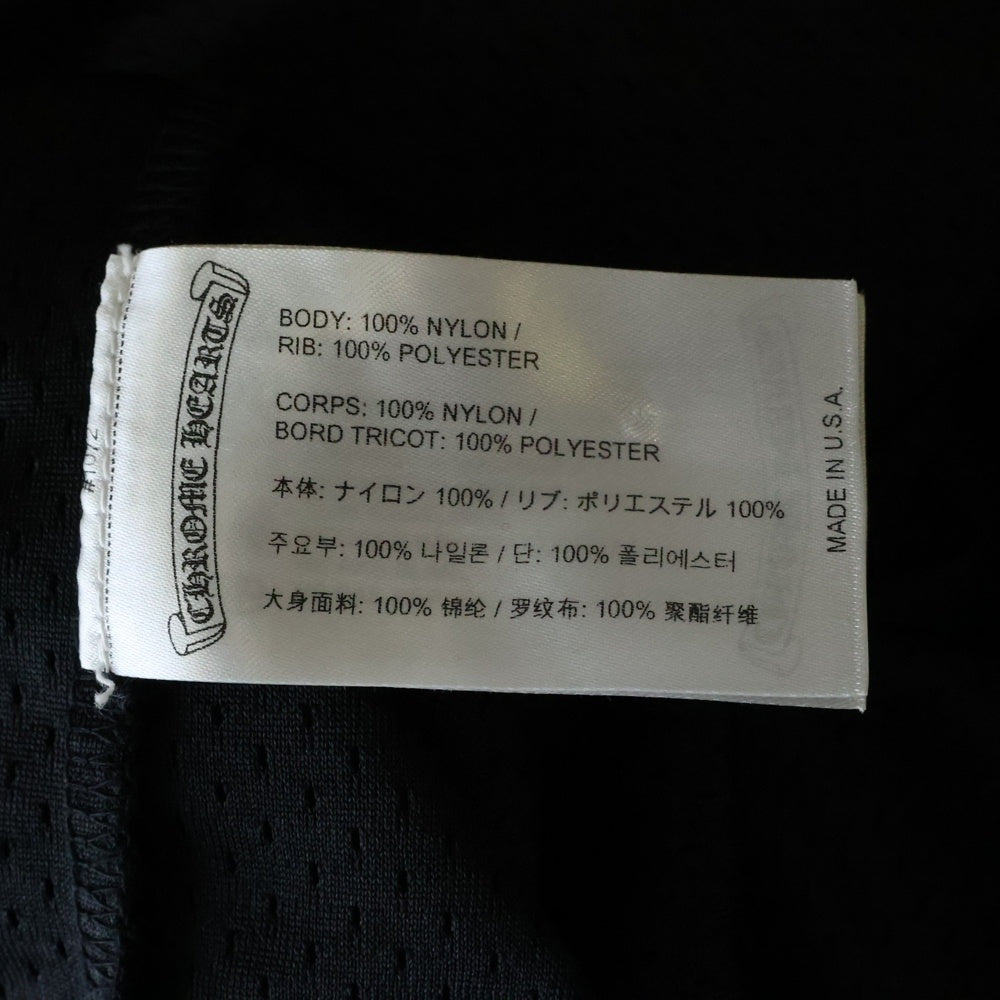 CHROME HEARTS
BODY: 100% NYLON /
RIB: 100% POLYESTER
CORPS: 100% NYLON /
BORD TRICOT: 100% POLYESTER
本体: ナイロン 100% / リブ: ポリエステル 100%
주요부: 100% 나일론 / 단: 100% 폴리에스터
大身面料: 100% 锦纶 / 罗纹布: 100% 聚酯纤维
MADE IN U.S.A.